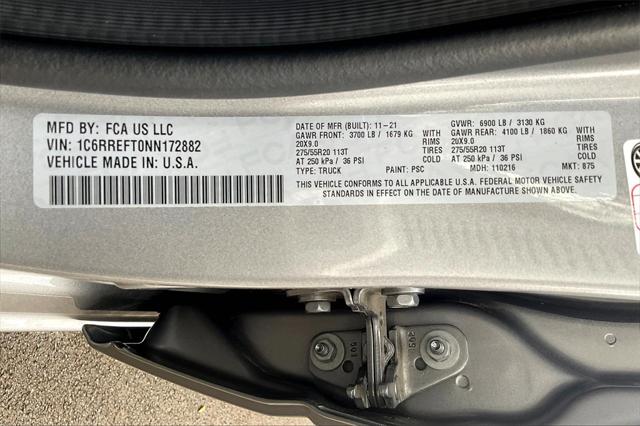 MFD BY: FCA US LLC
VIN: 1C6RREFT0NN172882
VEHICLE MADE IN U.S.A.
DATE OF MFR (BUILT): 11-21
GAWR FRONT: 3700 LB / 1679 KG WITH
20X9.0 RIMS
275/55R20 113T TIRES
AT 250 kPa / 36 PSI COLD
TYPE: TRUCK PAINT: PSC
GVWR: 6900 LB / 3130 KG
GAWR REAR: 4100 LB / 1860 KG WITH
20X9.0 RIMS
275/55R20 113T TIRES
AT 250 kPa / 36 PSI COLD
MDH: 110216 MKT: 875
THIS VEHICLE CONFORMS TO ALL APPLICABLE U.S.A. FEDERAL MOTOR VEHICLE SAFETY
STANDARDS IN EFFECT ON THE DATE OF MANUFACTURE SHOWN ABOVE.